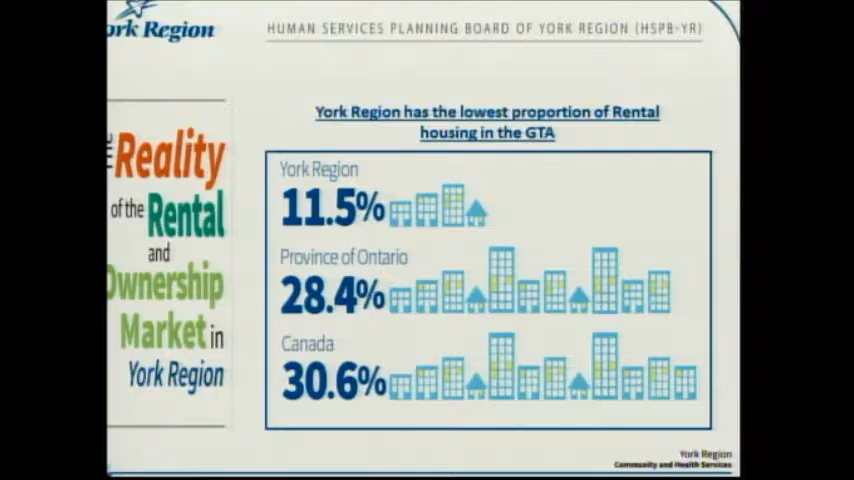 ork Region
HUMAN SERVICES PLANNING BOARD OF YORK REGION (HSPB-YR)
York Region has the lowest proportion of Rental
housing in the GTA
The
Reality
of the Rental
and
Ownership
Market in
York Region
York Region
11.5%
Province of Ontario
28.4%
Canada
30.6%
York Region
Community and Health Services